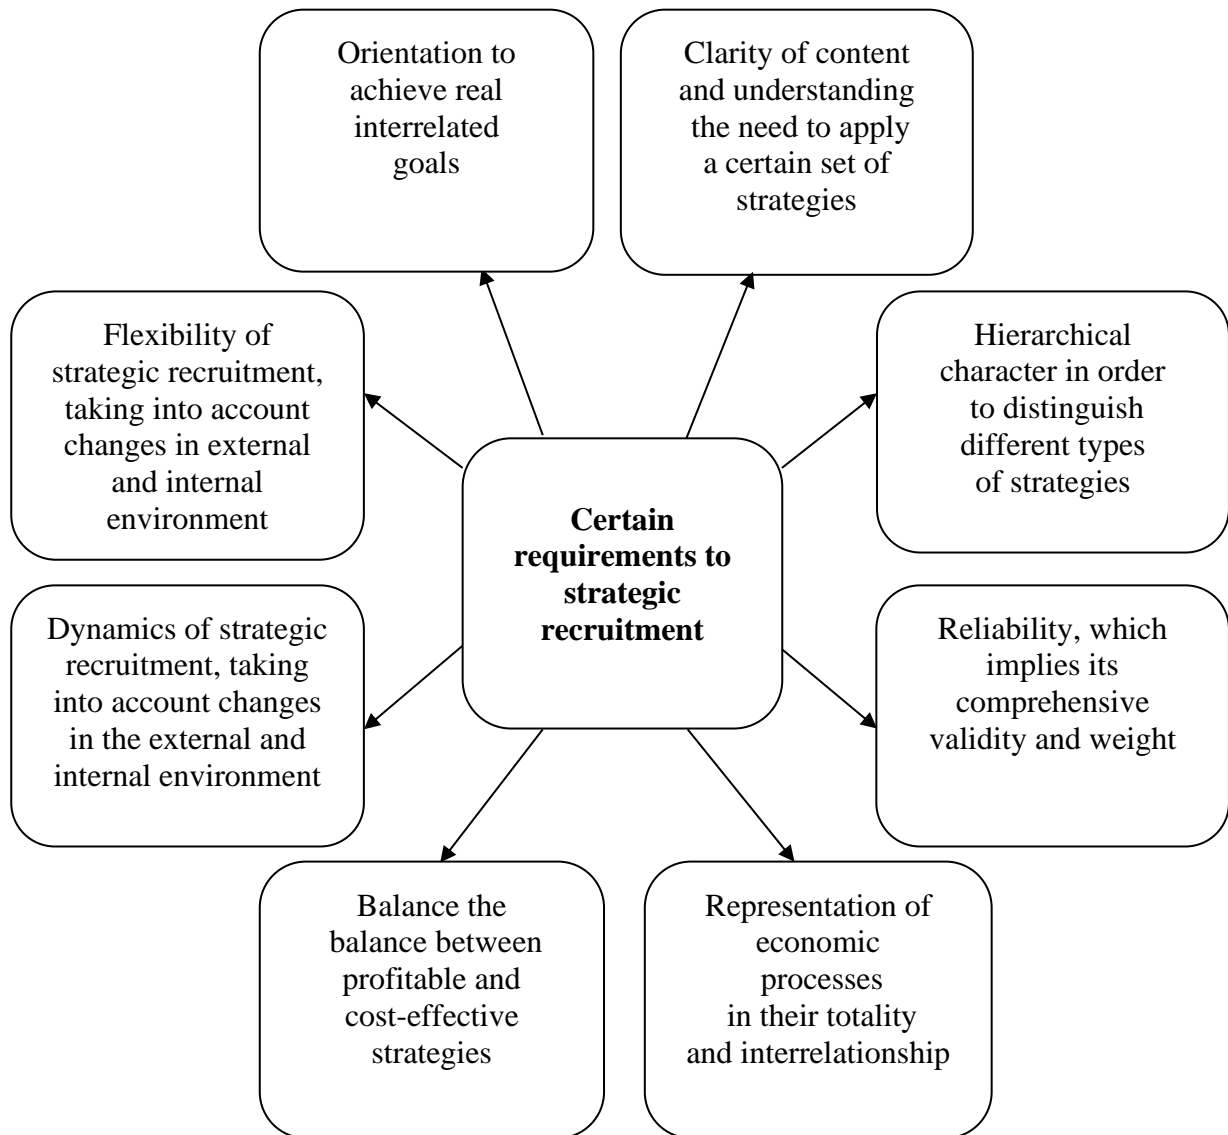 Orientation to
achieve real
interrelated
goals
Clarity of content
and understanding
the need to apply
a certain set of
strategies
Flexibility of
strategic recruitment,
taking into account
changes in external
and internal
environment
Hierarchical
character in order
to distinguish
different types
of strategies
Certain
requirements to
strategic
recruitment
Dynamics of strategic
recruitment, taking
into account changes
in the external and
internal environment
Reliability, which
implies its
comprehensive
validity and weight
Balance the
balance between
profitable and
cost-effective
strategies
Representation of
economic
processes
in their totality
and interrelationship